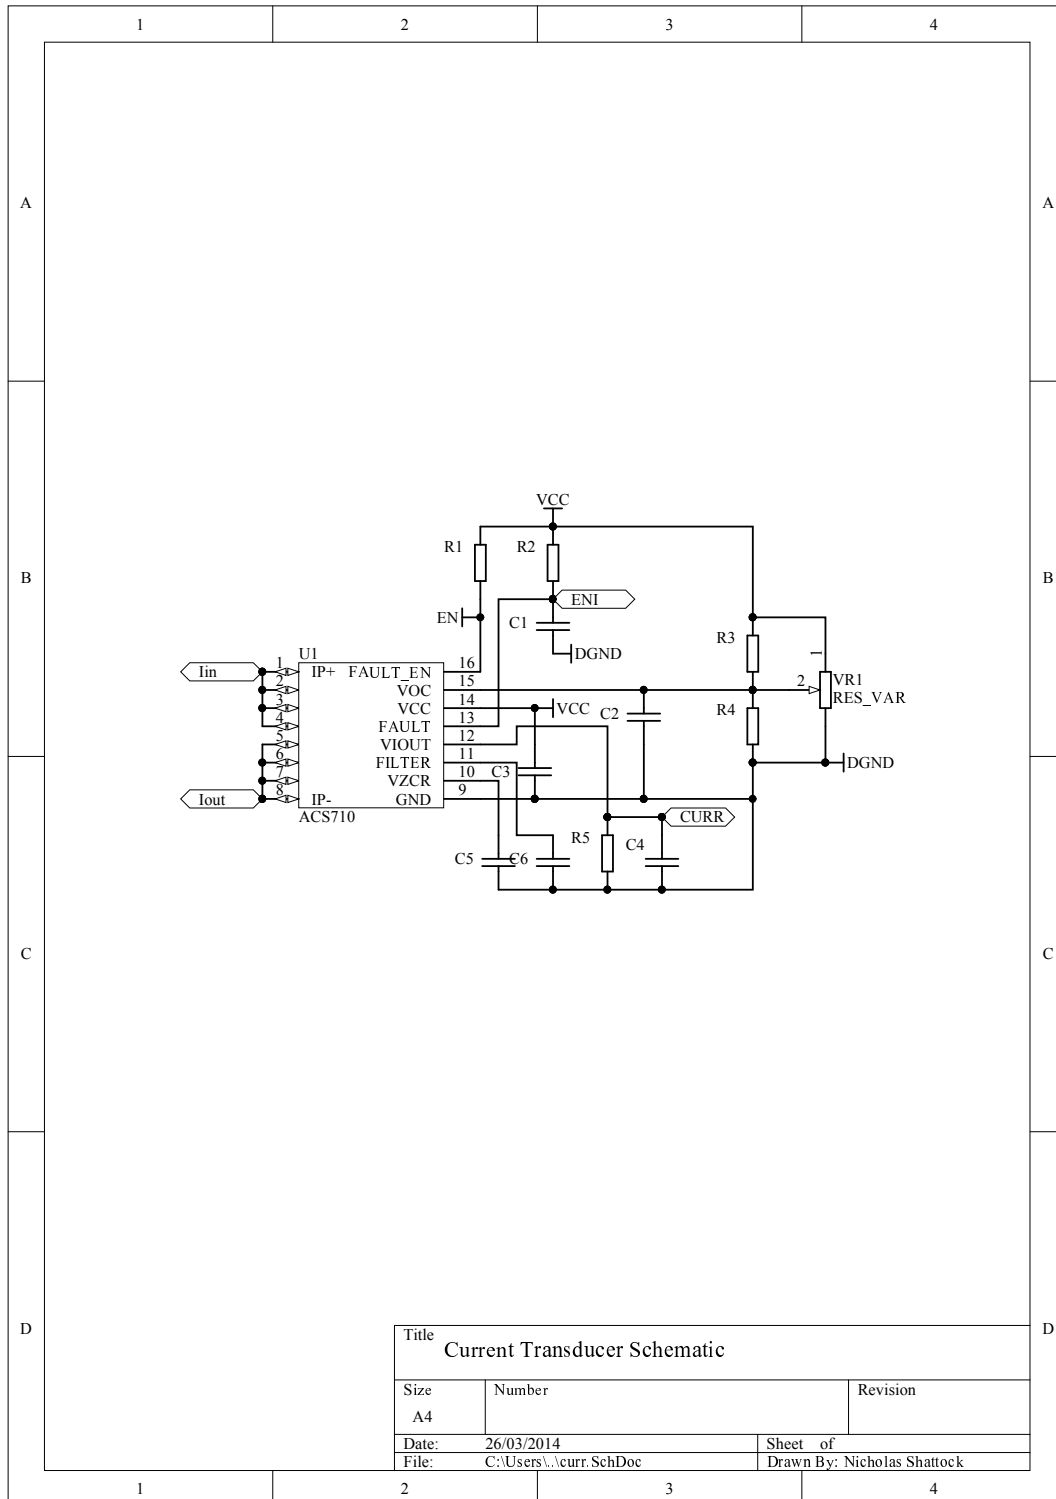 1 2 3 4
A A
B B
C C
D D
VCC
R1 R2
ENI
EN C1
DGND
R3
U1
Iin
1 IP+ FAULT_EN 16
2 VOC 15
3 VCC 14
4 FAULT 13
5 VIOUT 12
6 FILTER 11
7 VZCR 10
8 IP- GND 9
Iout
ACS710
VCC
C2
C3
R4
1
2 VR1
RES_VAR
DGND
CURR
C5 C6 R5 C4
Title
Current Transducer Schematic
Size Number Revision
A4
Date: 26/03/2014 Sheet of
File: C:\Users\..\curr.SchDoc Drawn By: Nicholas Shattock
1 2 3 4